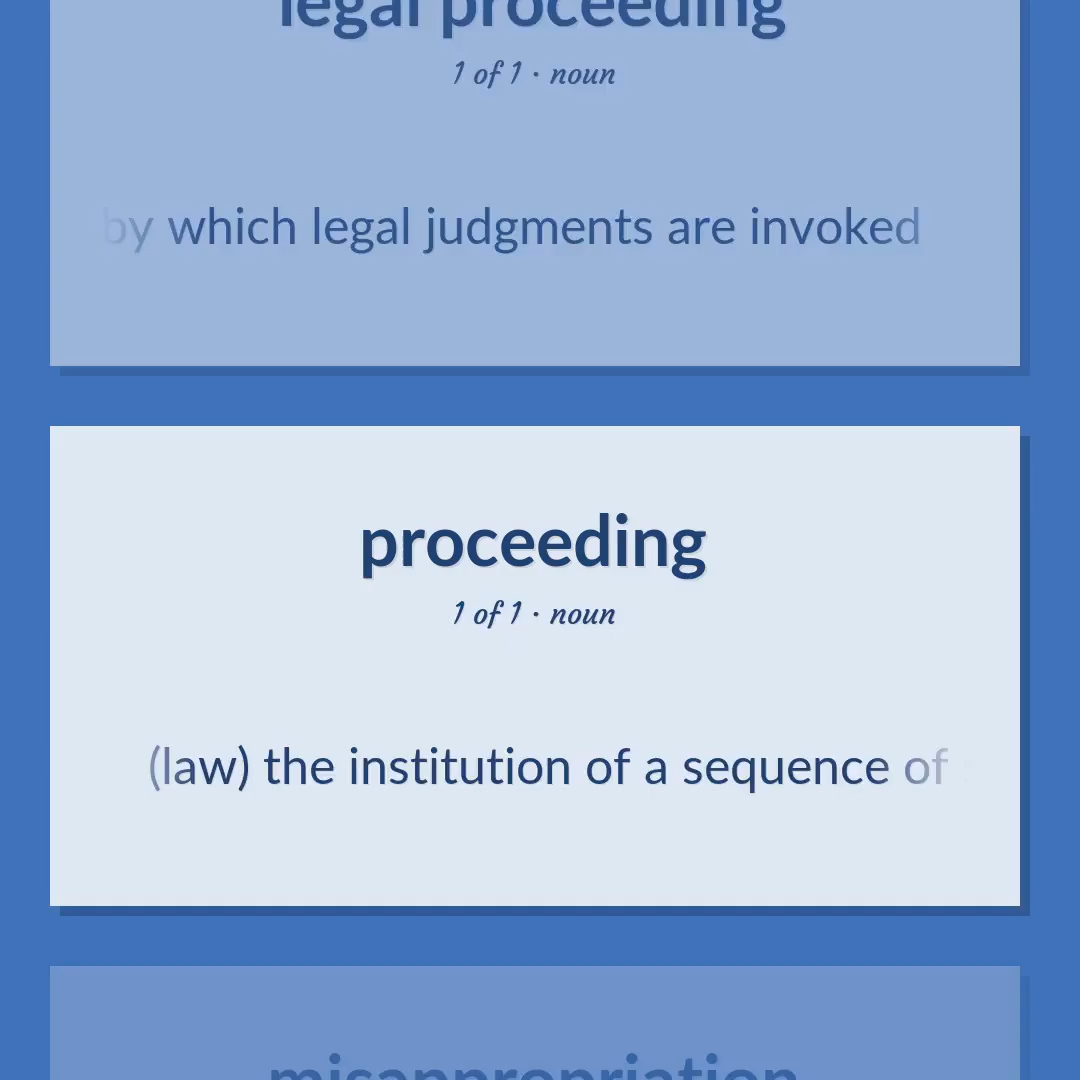 legal proceeding
1 of 1 · noun
by which legal judgments are invoked
proceeding
1 of 1 · noun
(law) the institution of a sequence of
misappropriation